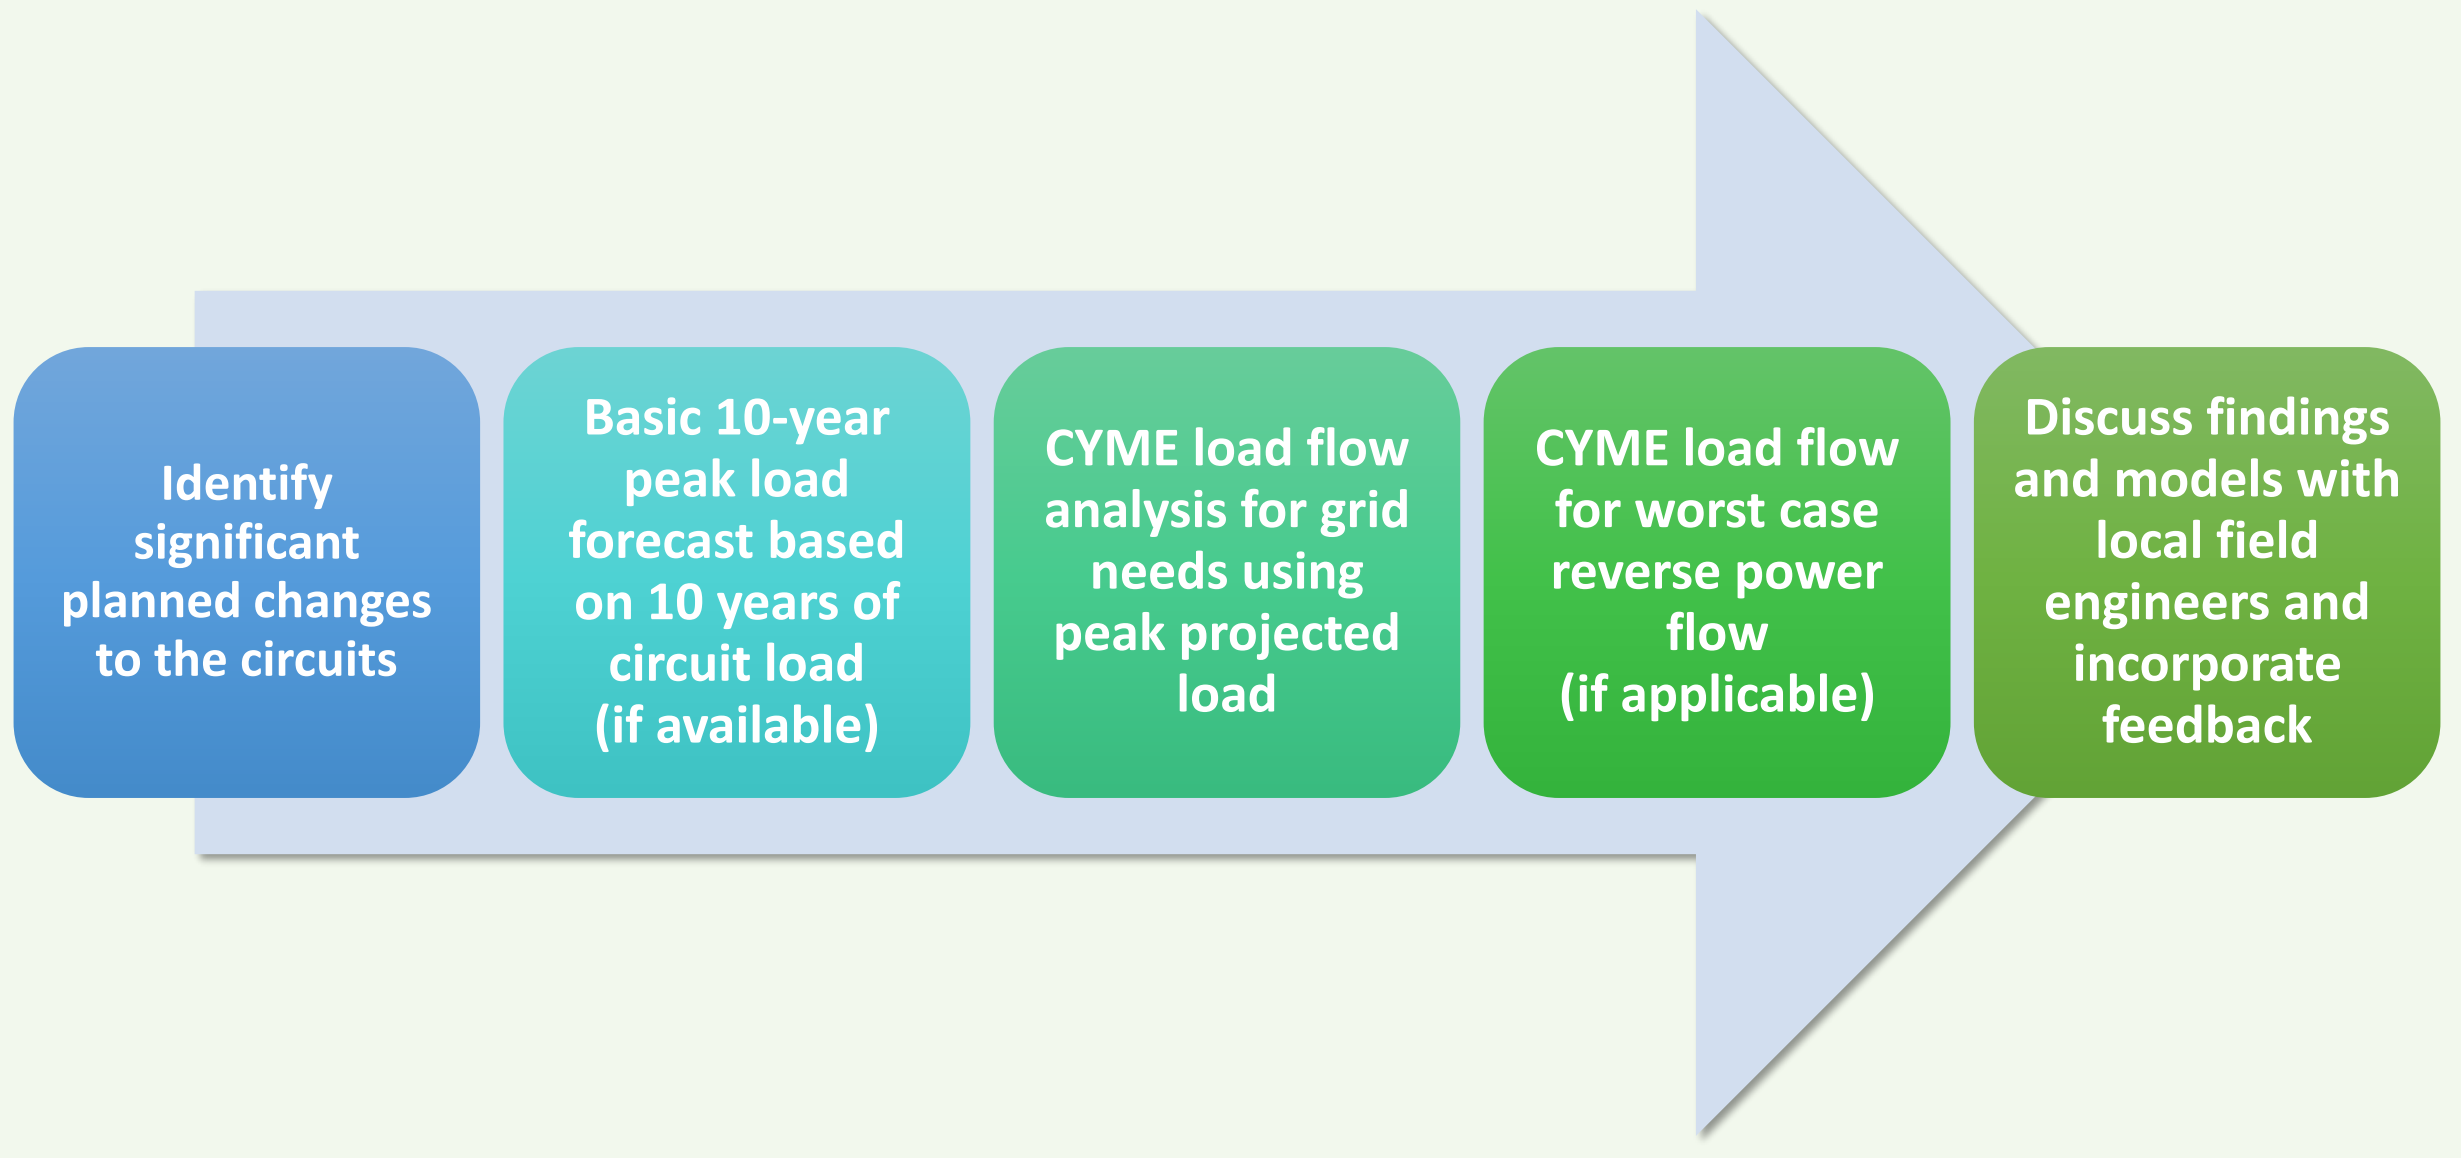 Identify
significant
planned changes
to the circuits
Basic 10-year
peak load
forecast based
on 10 years of
circuit load
(if available)
CYME load flow
analysis for grid
needs using
peak projected
load
CYME load flow
for worst case
reverse power
flow
(if applicable)
Discuss findings
and models with
local field
engineers and
incorporate
feedback